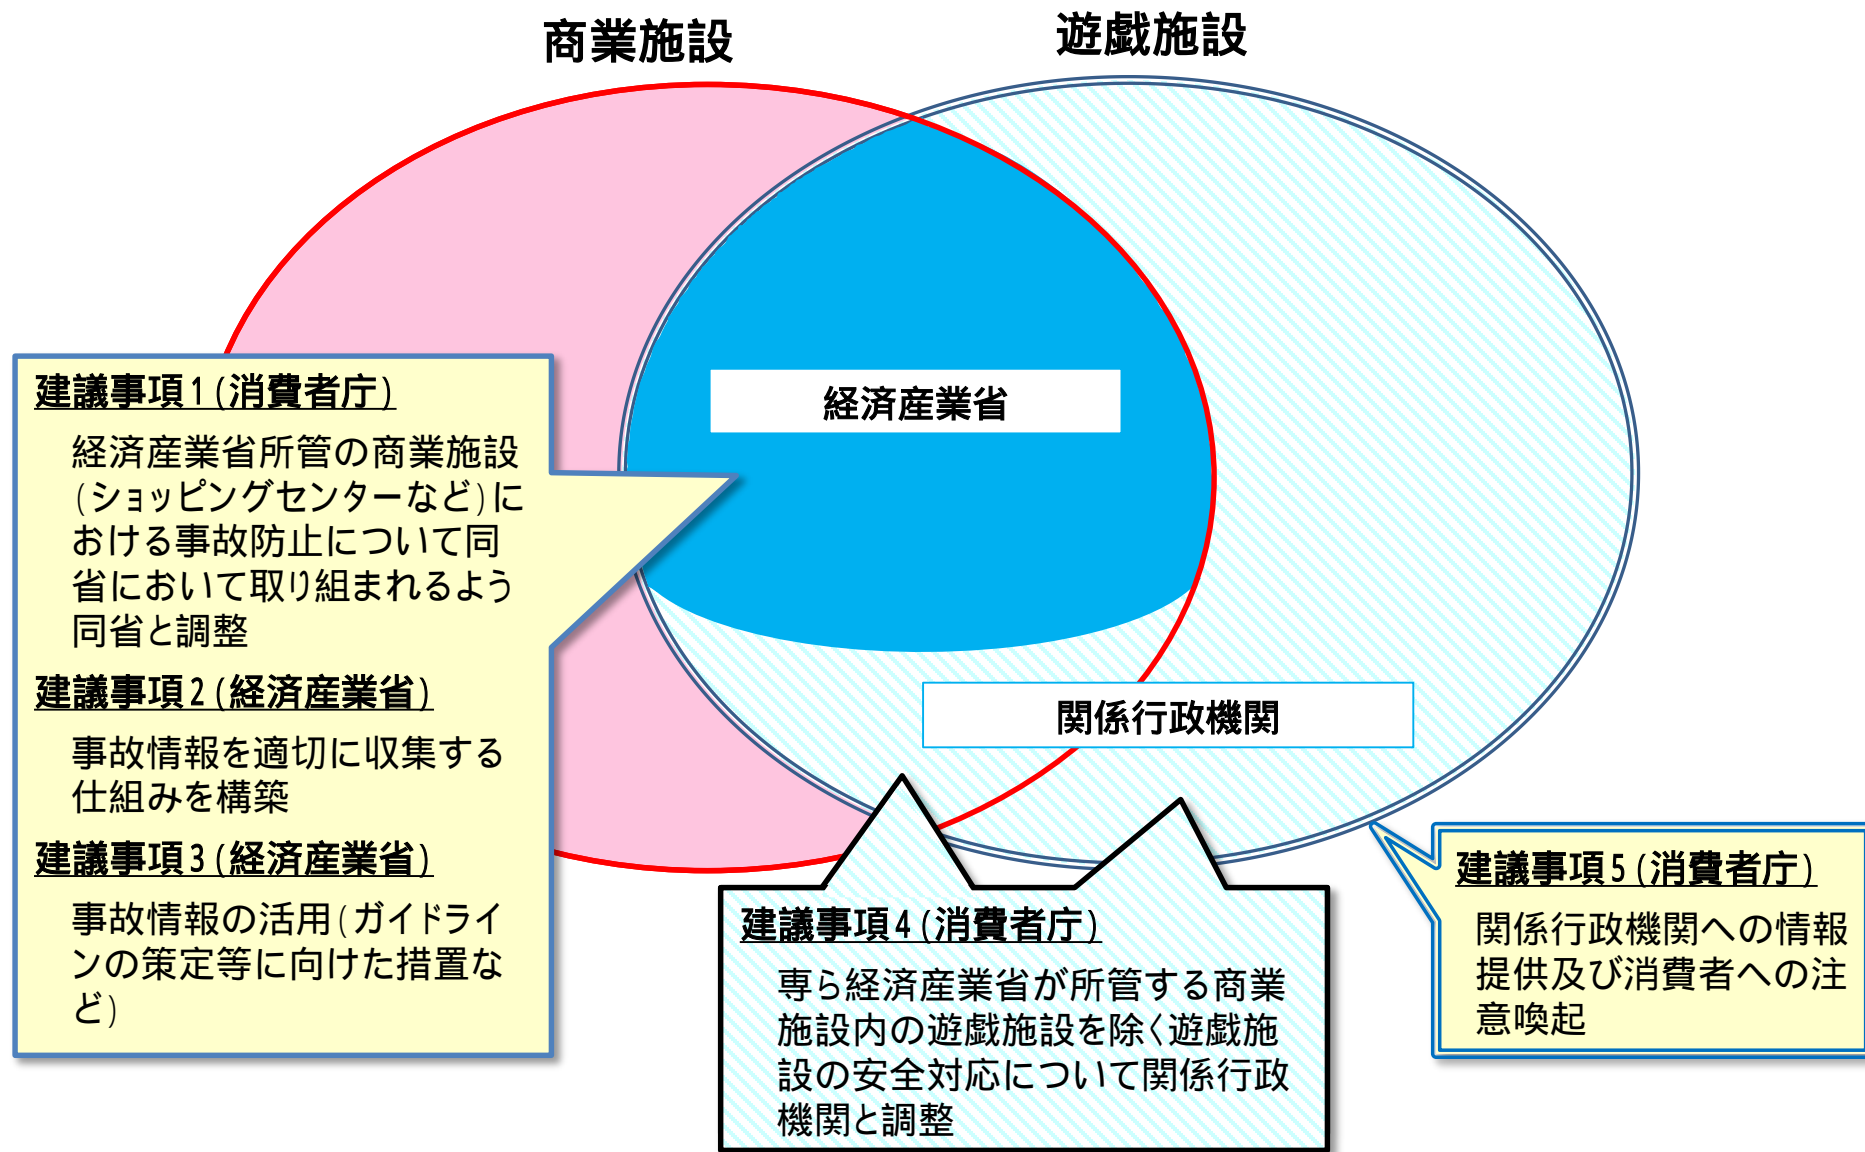 商業施設
遊戯施設
経済産業省
関係行政機関
建議事項1(消費者庁)
経済産業省所管の商業施設
(ショッピングセンターなど)に
おける事故防止について同
省において取り組まれるよう
同省と調整
建議事項2(経済産業省)
事故情報を適切に収集する
仕組みを構築
建議事項3(経済産業省)
事故情報の活用(ガイドライ
ンの策定等に向けた措置な
ど)
建議事項4(消費者庁)
専ら経済産業省が所管する商業
施設内の遊戯施設を除く遊戯施
設の安全対応について関係行政
機関と調整
建議事項5(消費者庁)
関係行政機関への情報
提供及び消費者への注
意喚起